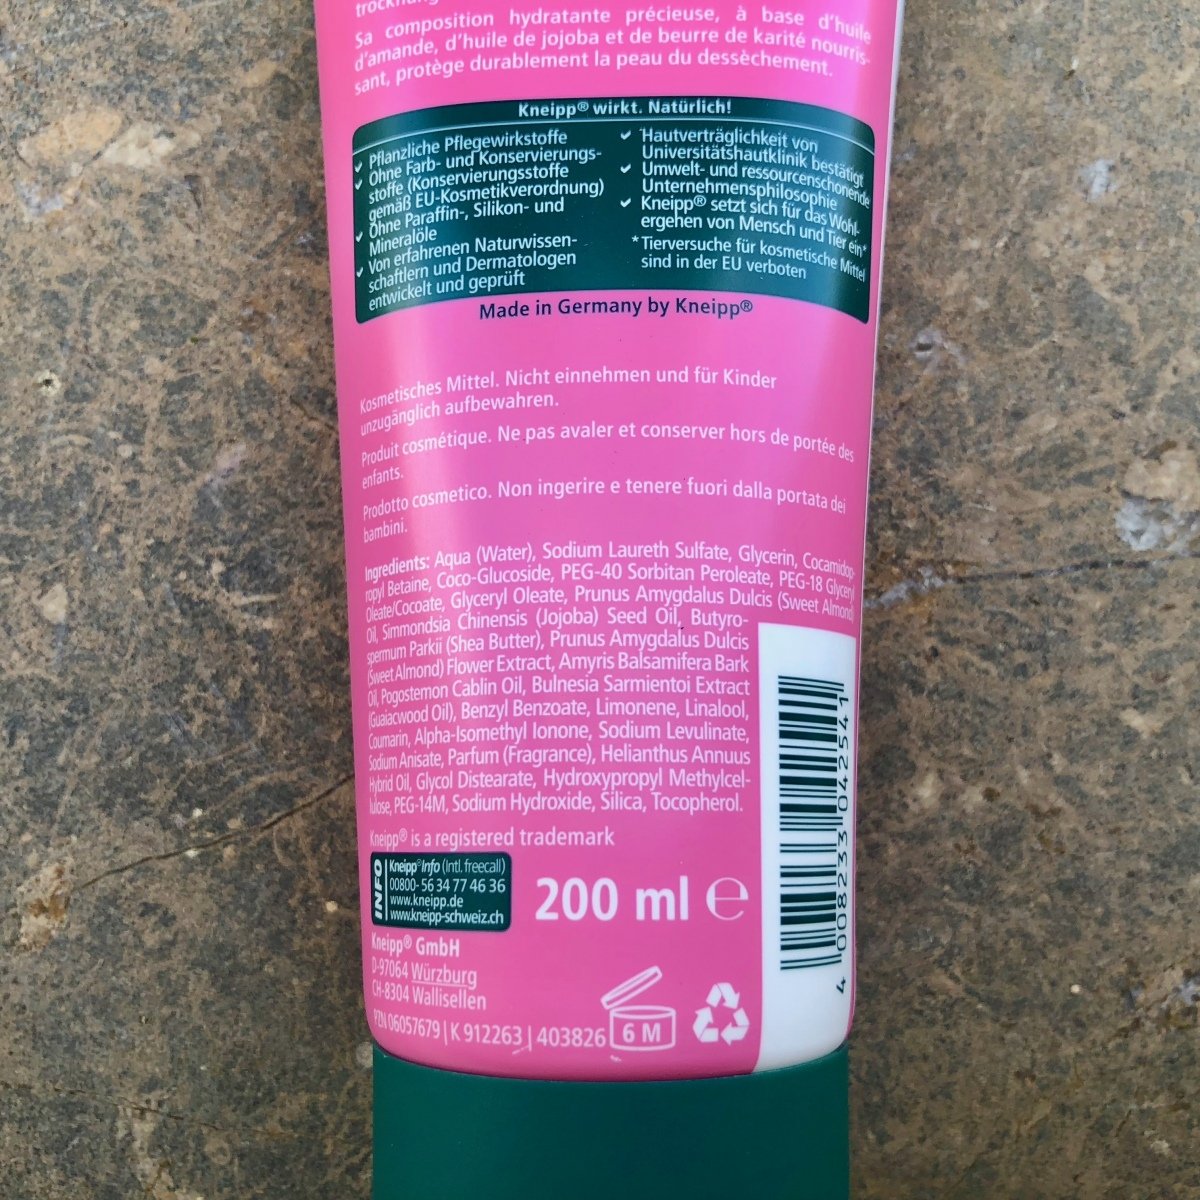 trocknung
Sa composition hydratante précieuse, à base d'huile
d'amande, d'huile de jojoba et de beurre de karité nourris-
sant, protège durablement la peau du dessèchement.
Kneipp® wirkt. Natürlich!
✓ Pflanzliche Pflegewirkstoffe
✓ Ohne Farb- und Konservierungs-
stoffe (Konservierungsstoffe
gemäß EU-Kosmetikverordnung)
✓ Ohne Paraffin-, Silikon- und
Mineralöle
✓ Von erfahrenen Naturwissen-
schaftlern und Dermatologen
entwickelt und geprüft
✓ Hautverträglichkeit von
Universitätshautklinik bestätigt
✓ Umwelt- und ressourcenschonende
Unternehmensphilosophie
✓ Kneipp® setzt sich für das Wohl-
ergehen von Mensch und Tier ein*
*Tierversuche für kosmetische Mittel
sind in der EU verboten
Made in Germany by Kneipp®
Kosmetisches Mittel. Nicht einnehmen und für Kinder
unzugänglich aufbewahren.
Produit cosmétique. Ne pas avaler et conserver hors de portée des
enfants.
Prodotto cosmetico. Non ingerire e tenere fuori dalla portata dei
bambini.
Ingredients: Aqua (Water), Sodium Laureth Sulfate, Glycerin, Cocamidop-
ropyl Betaine, Coco-Glucoside, PEG-40 Sorbitan Peroleate, PEG-18 Glyceryl
Oleate/Cocoate, Glyceryl Oleate, Prunus Amygdalus Dulcis (Sweet Almond)
Oil, Simmondsia Chinensis (Jojoba) Seed Oil, Butyro-
spermum Parkii (Shea Butter), Prunus Amygdalus Dulcis
(Sweet Almond) Flower Extract, Amyris Balsamifera Bark
Oil, Pogostemon Cablin Oil, Bulnesia Sarmientoi Extract
(Guaiacwood Oil), Benzyl Benzoate, Limonene, Linalool,
Coumarin, Alpha-Isomethyl Ionone, Sodium Levulinate,
Sodium Anisate, Parfum (Fragrance), Helianthus Annuus
Hybrid Oil, Glycol Distearate, Hydroxypropyl Methylcel-
lulose, PEG-14M, Sodium Hydroxide, Silica, Tocopherol.
Kneipp® is a registered trademark
INFO
Kneipp® Info (Intl. freecall)
00800- 56 34 77 46 36
www.kneipp.de
www.kneipp-schweiz.ch
200 ml ℮
Kneipp® GmbH
D-97064 Würzburg
CH-8304 Wallisellen
PZN 06057679 | K 912263 | 403826
6 M
4 008233 042541